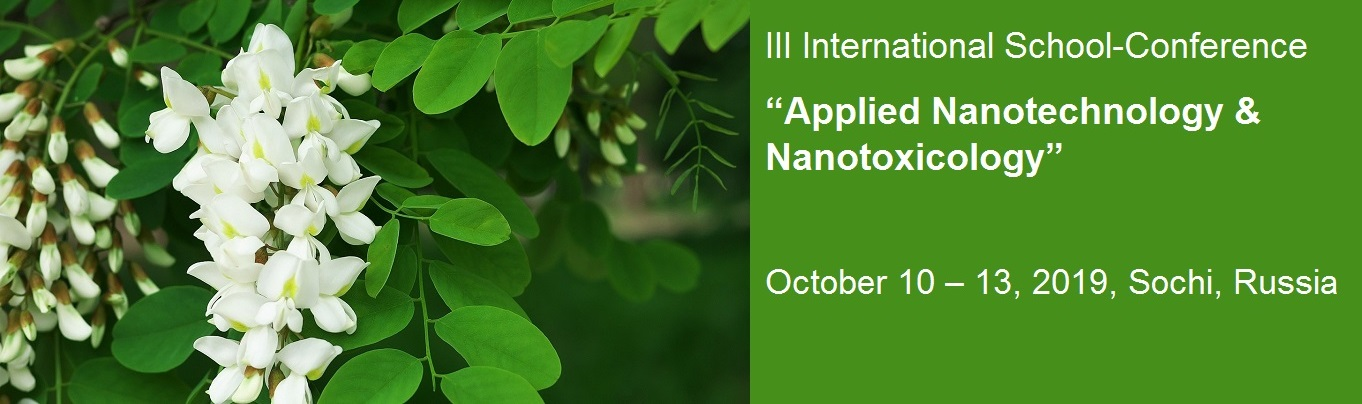 III International School-Conference
“Applied Nanotechnology &
Nanotoxicology”
October 10 – 13, 2019, Sochi, Russia